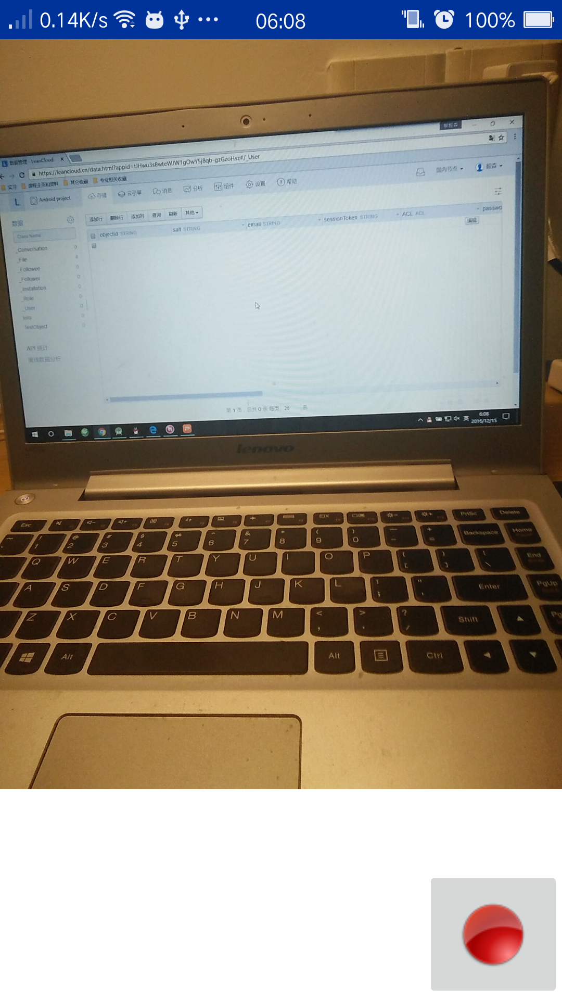 0.14K/s 06:08 100%
数据管理 - LeanCloud
https://leancloud.cn/data.html?appid=tJHwu3s8wteWJW1gOwY5j8qb-gzGzoHsz#/_User
实习 课程主页和资料 其它收藏 专业相关收藏
L Android project 存储 云引擎 消息 分析 组件 设置 帮助 国内节点
数据 添加行 删除行 添加列 查询 刷新 其他
Class Name objectId STRING salt STRING email STRING sessionToken STRING ACL ACL passwo
编辑
_Conversation 0
_File 4
_Followee 0
_Follower 0
_Installation 0
_Role 0
_User 0
Info 0
TestObject 0
API 统计
离线数据分析
第 1 页，总共 0 条 每页 20 条
英 6:08
2016/12/15
lenovo
Esc PrtSc Delete
~ ! 1 @ 2 # 3 $ 4 % 5 ^ 6 & 7 * 8 ( 9 ) 0 — - + = Backspace Home
Q W E R T Y U I O P { [ } ] | \ End
A S D F G H J K L : ; " ' Enter PgUp
Z X C V B N M < , > . ? / Shift Pg
Alt Alt Ctrl